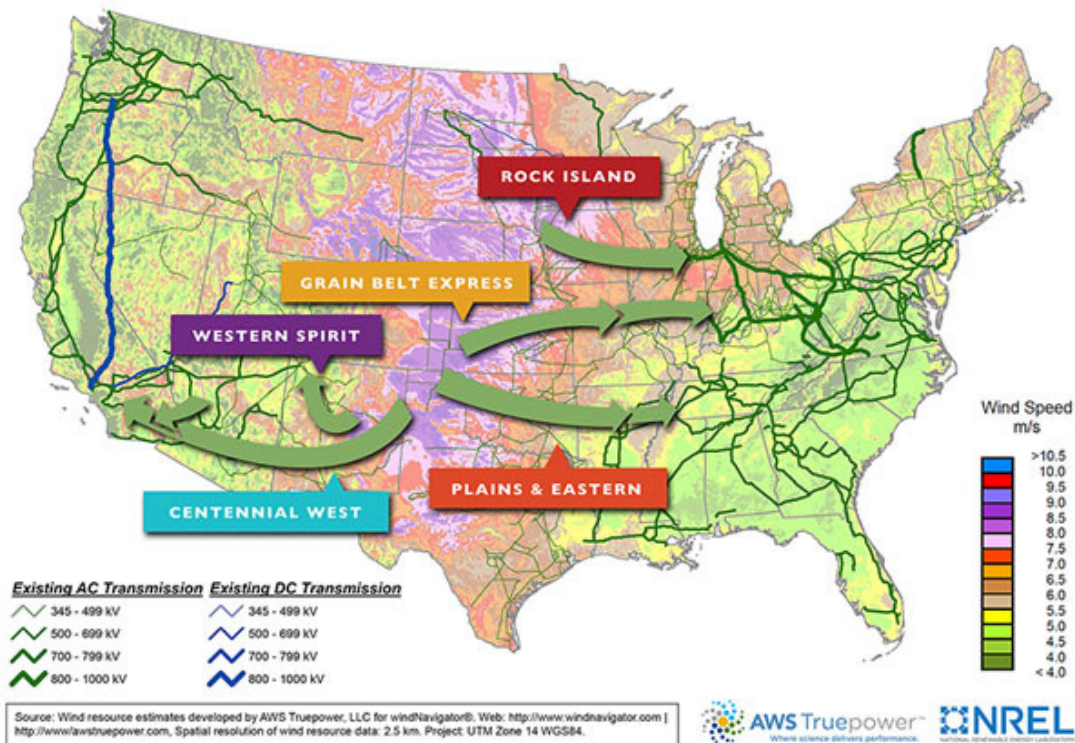 ROCK ISLAND
GRAIN BELT EXPRESS
WESTERN SPIRIT
CENTENNIAL WEST
PLAINS & EASTERN
Wind Speed
m/s
>10.5
10.0
9.5
9.0
8.5
8.0
7.5
7.0
6.5
6.0
5.5
5.0
4.5
< 4.0
Existing AC Transmission
345 - 499 kV
500 - 699 kV
700 - 799 kV
800 - 1000 kV
Existing DC Transmission
345 - 499 kV
500 - 699 kV
700 - 799 kV
800 - 1000 kV
Source: Wind resource estimates developed by AWS Truepower, LLC for windNavigator®. Web: http://www.windnavigator.com |
http://www/awstruepower.com, Spatial resolution of wind resource data: 2.5 km. Project: UTM Zone 14 WGS84.
AWS Truepower™
Where science delivers performance.
NREL
NATIONAL RENEWABLE ENERGY LABORATORY